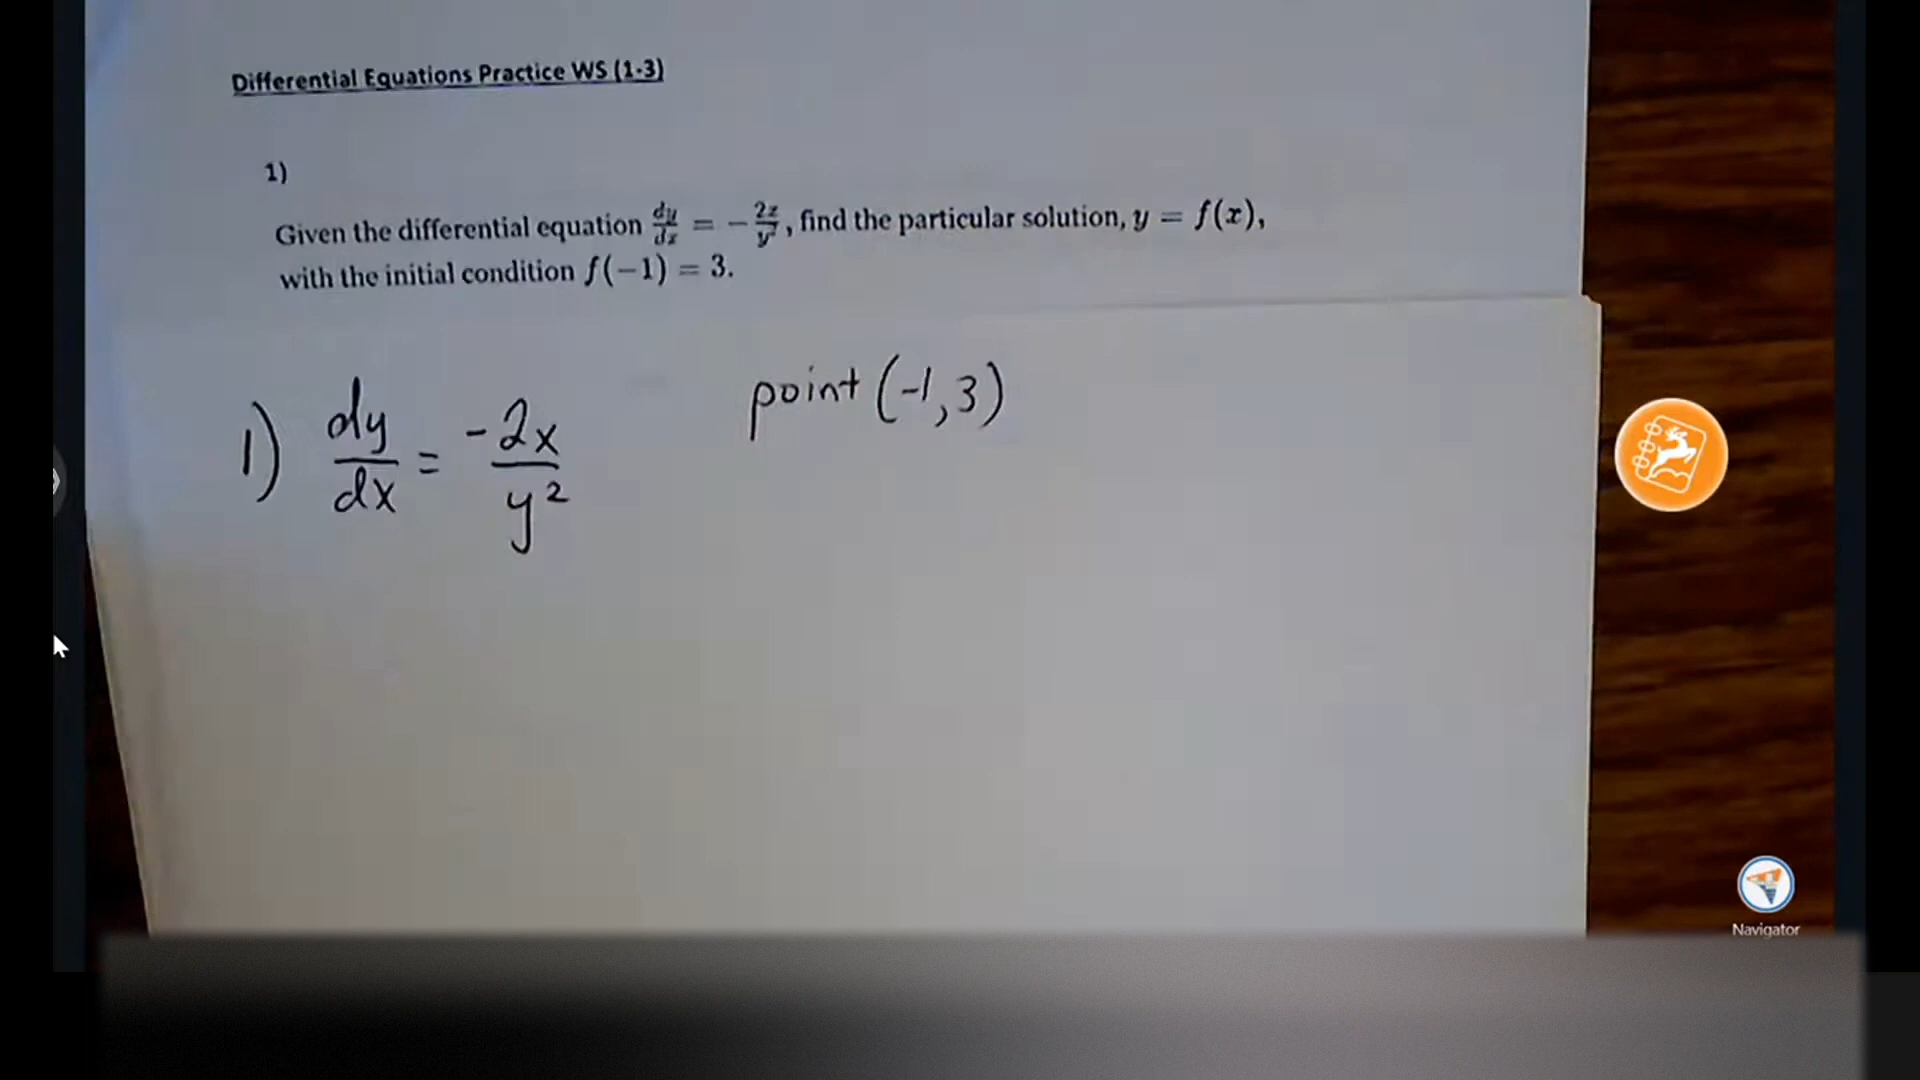 Differential Equations Practice WS (1-3)
1)
Given the differential equation dy/dx = -2x/y², find the particular solution, y = f(x),
with the initial condition f(-1) = 3.
point (-1,3)
1) dy/dx = -2x/y²
Navigator